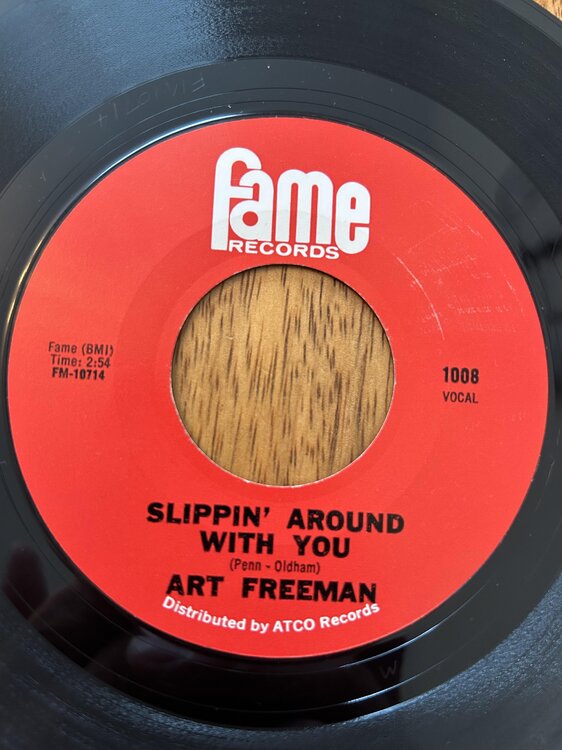 fame
RECORDS
Fame (BMI)
Time: 2:54
FM-10714
1008
VOCAL
SLIPPIN' AROUND
WITH YOU
(Penn - Oldham)
ART FREEMAN
Distributed by ATCO Records